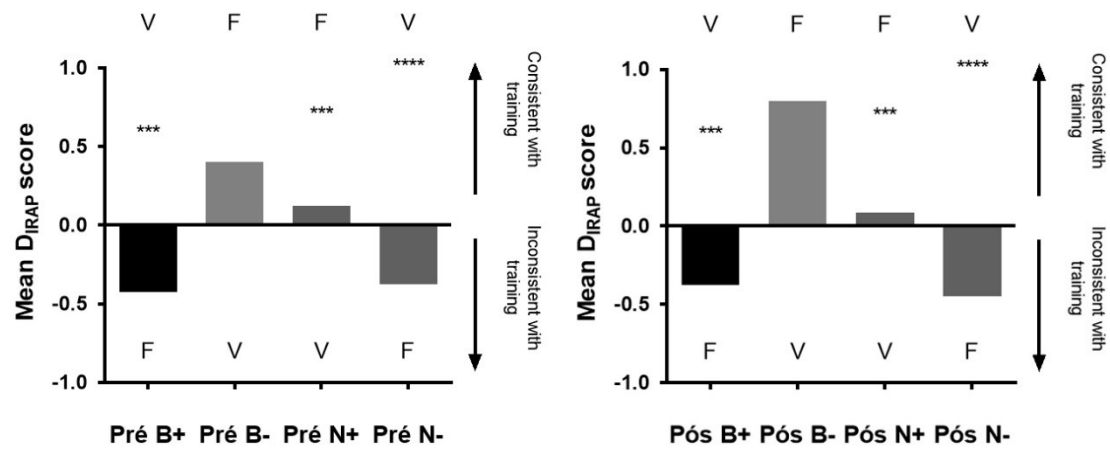 V F F V
1.0
0.5
0.0
-0.5
-1.0
Mean DIRAP score
*** *** ****
F V V F
Pré B+ Pré B- Pré N+ Pré N-
Consistent with
training
Inconsistent with
training
V F F V
1.0
0.5
0.0
-0.5
-1.0
Mean DIRAP score
*** *** ****
F V V F
Pós B+ Pós B- Pós N+ Pós N-
Consistent with
training
Inconsistent with
training